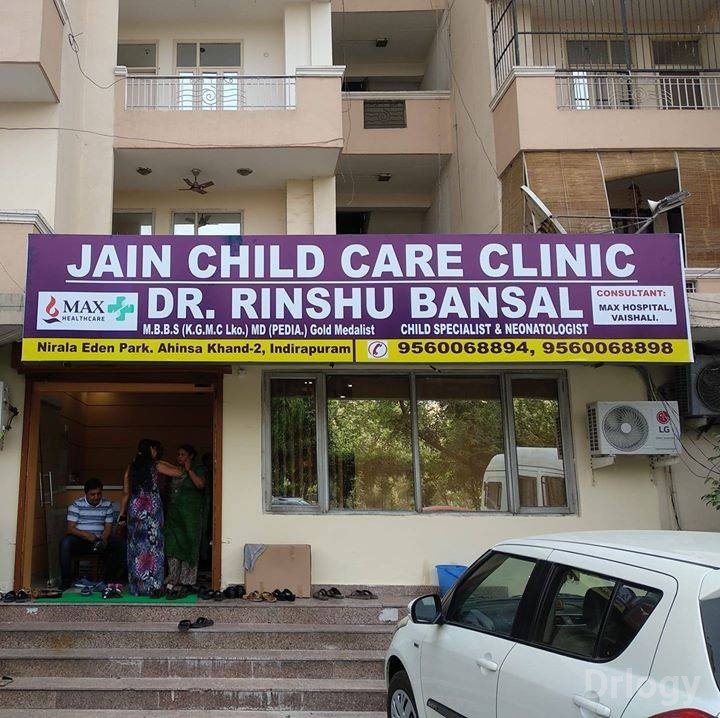 JAIN CHILD CARE CLINIC
MAX
HEALTHCARE
DR. RINSHU BANSAL
M.B.B.S (K.G.M.C Lko.) MD (PEDIA.) Gold Medalist
CHILD SPECIALIST & NEONATOLOGIST
CONSULTANT:
MAX HOSPITAL,
VAISHALI.
Nirala Eden Park. Ahinsa Khand-2, Indirapuram
9560068894, 9560068898
LG
Drlogy